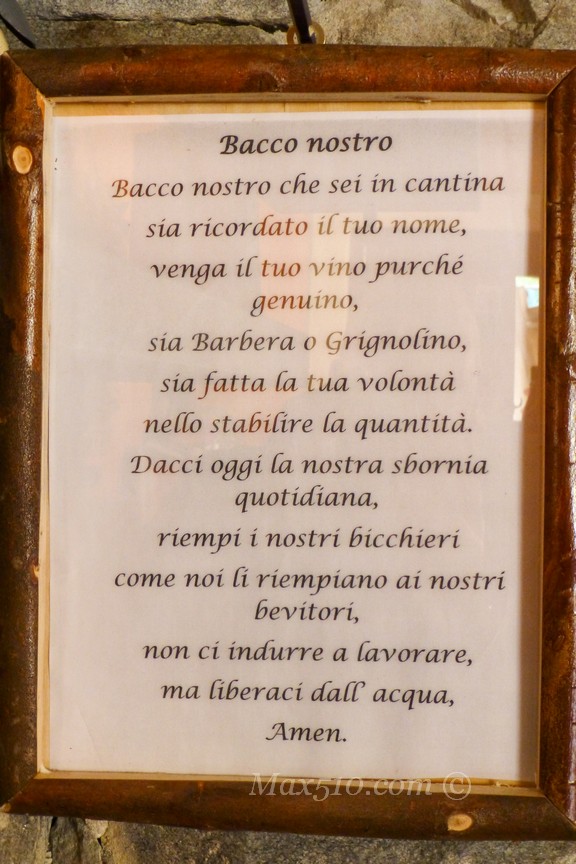 Bacco nostro
Bacco nostro che sei in cantina
sia ricordato il tuo nome,
venga il tuo vino purché
genuino,
sia Barbera o Grignolino,
sia fatta la tua volontà
nello stabilire la quantità.
Dacci oggi la nostra sbornia
quotidiana,
riempi i nostri bicchieri
come noi li riempiano ai nostri
bevitori,
non ci indurre a lavorare,
ma liberaci dall' acqua,
Amen.
Max510.com ©